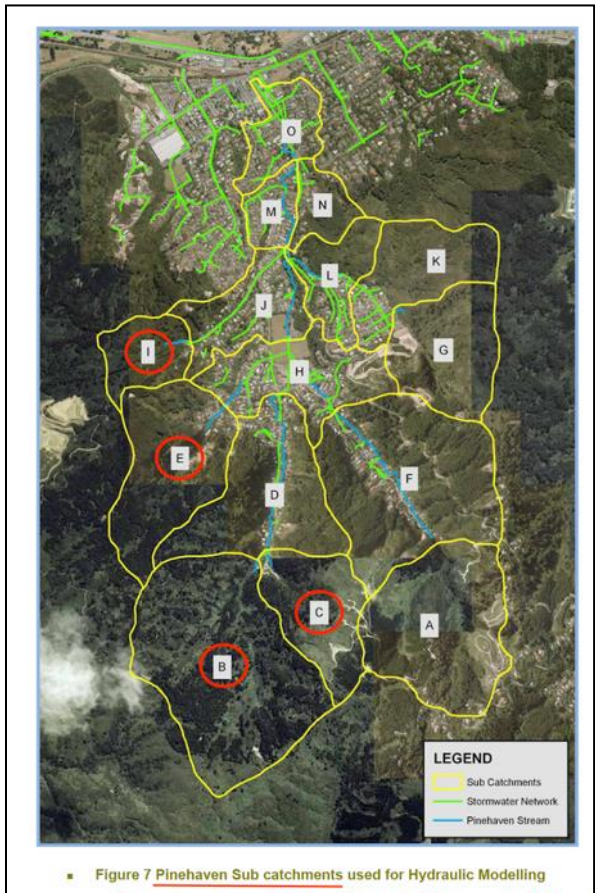 O
N
M
K
L
J
I
G
H
E
F
D
C
A
B
LEGEND
Sub Catchments
Stormwater Network
Pinehaven Stream
▪ Figure 7 Pinehaven Sub catchments used for Hydraulic Modelling